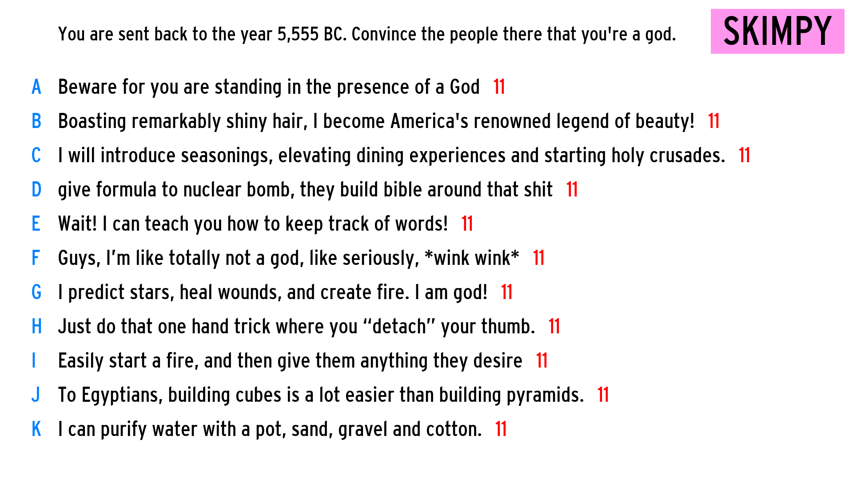 You are sent back to the year 5,555 BC. Convince the people there that you're a god.
SKIMPY
A Beware for you are standing in the presence of a God 11
B Boasting remarkably shiny hair, I become America's renowned legend of beauty! 11
C I will introduce seasonings, elevating dining experiences and starting holy crusades. 11
D give formula to nuclear bomb, they build bible around that shit 11
E Wait! I can teach you how to keep track of words! 11
F Guys, I’m like totally not a god, like seriously, *wink wink* 11
G I predict stars, heal wounds, and create fire. I am god! 11
H Just do that one hand trick where you “detach” your thumb. 11
I Easily start a fire, and then give them anything they desire 11
J To Egyptians, building cubes is a lot easier than building pyramids. 11
K I can purify water with a pot, sand, gravel and cotton. 11